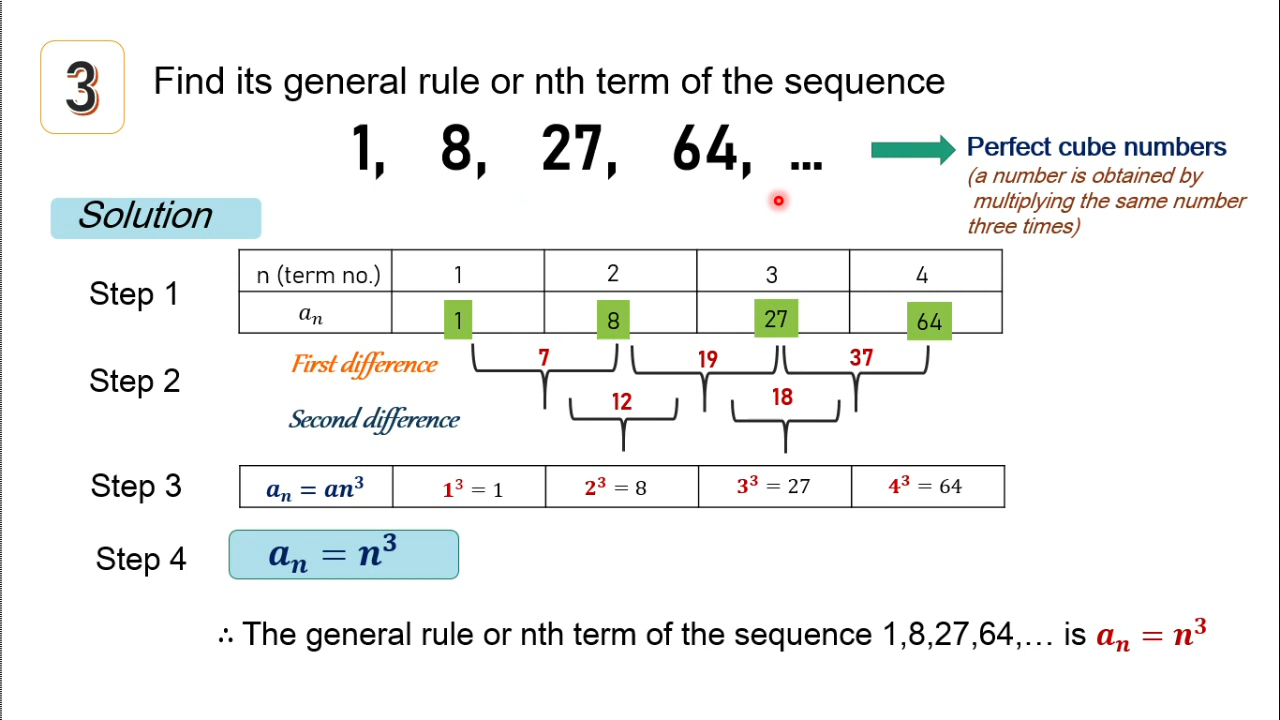 3
Find its general rule or nth term of the sequence
1, 8, 27, 64, ...
Perfect cube numbers
(a number is obtained by
multiplying the same number
three times)
Solution
Step 1
n (term no.) 1 2 3 4
aₙ 1 8 27 64
Step 2
First difference 7 19 37
Second difference 12 18
Step 3
aₙ = an³ 1³ = 1 2³ = 8 3³ = 27 4³ = 64
Step 4 aₙ = n³
∴ The general rule or nth term of the sequence 1,8,27,64,… is aₙ = n³